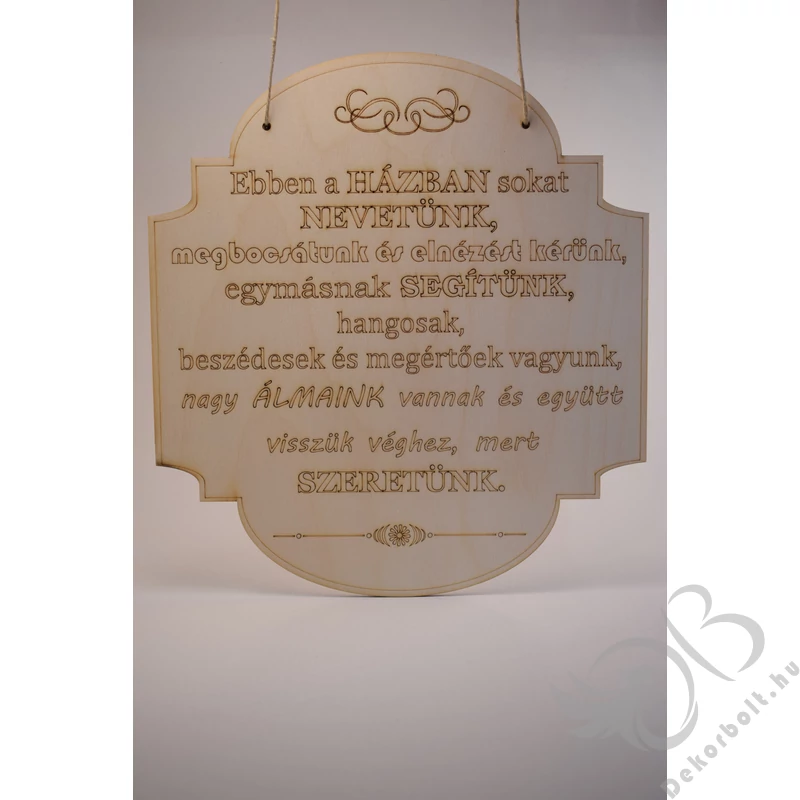 Ebben a HÁZBAN sokat
NEVETÜNK,
megbocsátunk és elnézést kérünk,
egymásnak SEGÍTÜNK,
hangosak,
beszédesek és megértőek vagyunk,
nagy ÁLMAINK vannak és együtt
visszük véghez, mert
SZERETÜNK.
DB
Dekorbolt.hu